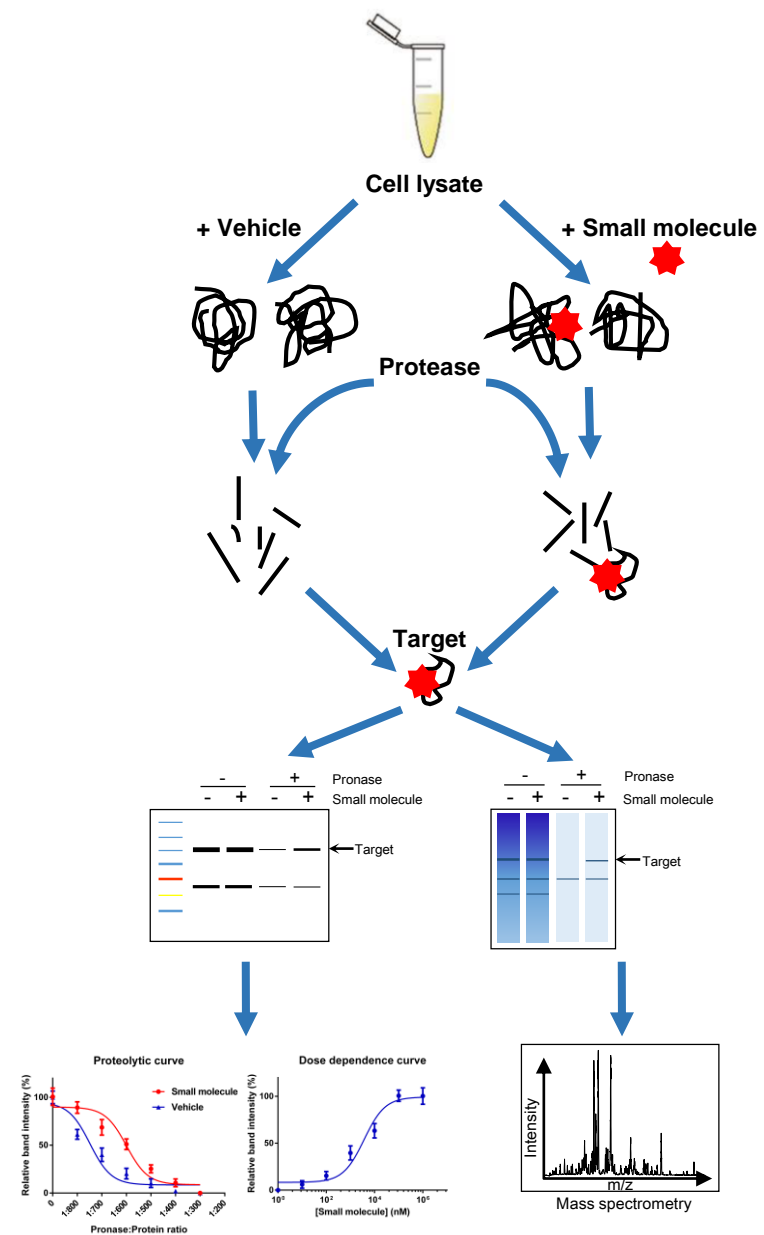 Cell lysate
+ Vehicle
+ Small molecule
Protease
Target
- + Pronase
- + - + Small molecule
Target
- + Pronase
- + - + Small molecule
Target
Proteolytic curve
Relative band intensity (%)
100
50
0
Small molecule
Vehicle
0 1:800 1:700 1:600 1:500 1:400 1:300 1:200
Pronase:Protein ratio
Dose dependence curve
Relative band intensity (%)
100
50
0
10² 10⁴
[Small molecule] (nM)
Intensity
m/z
Mass spectrometry